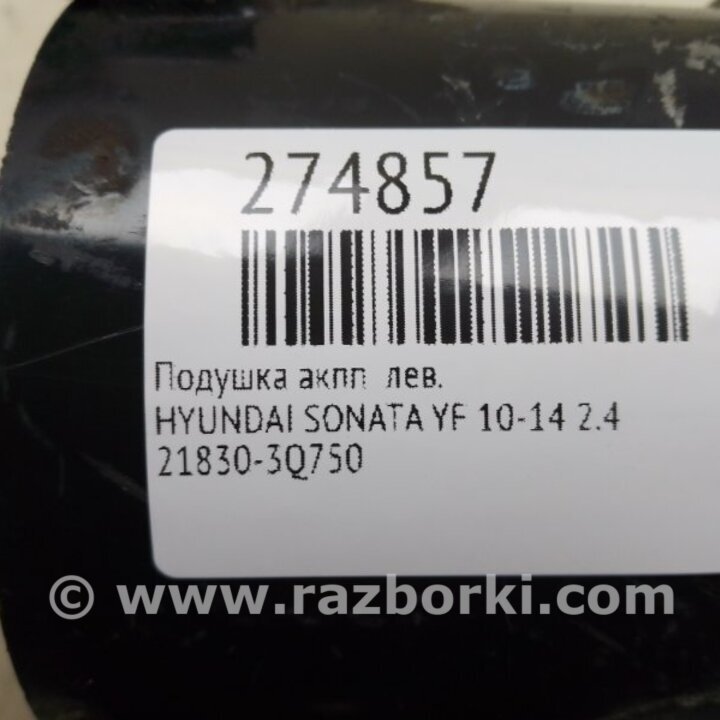 274857
Подушка акпп лев.
HYUNDAI SONATA YF 10-14 2.4
21830-3Q750
© www.razborki.com